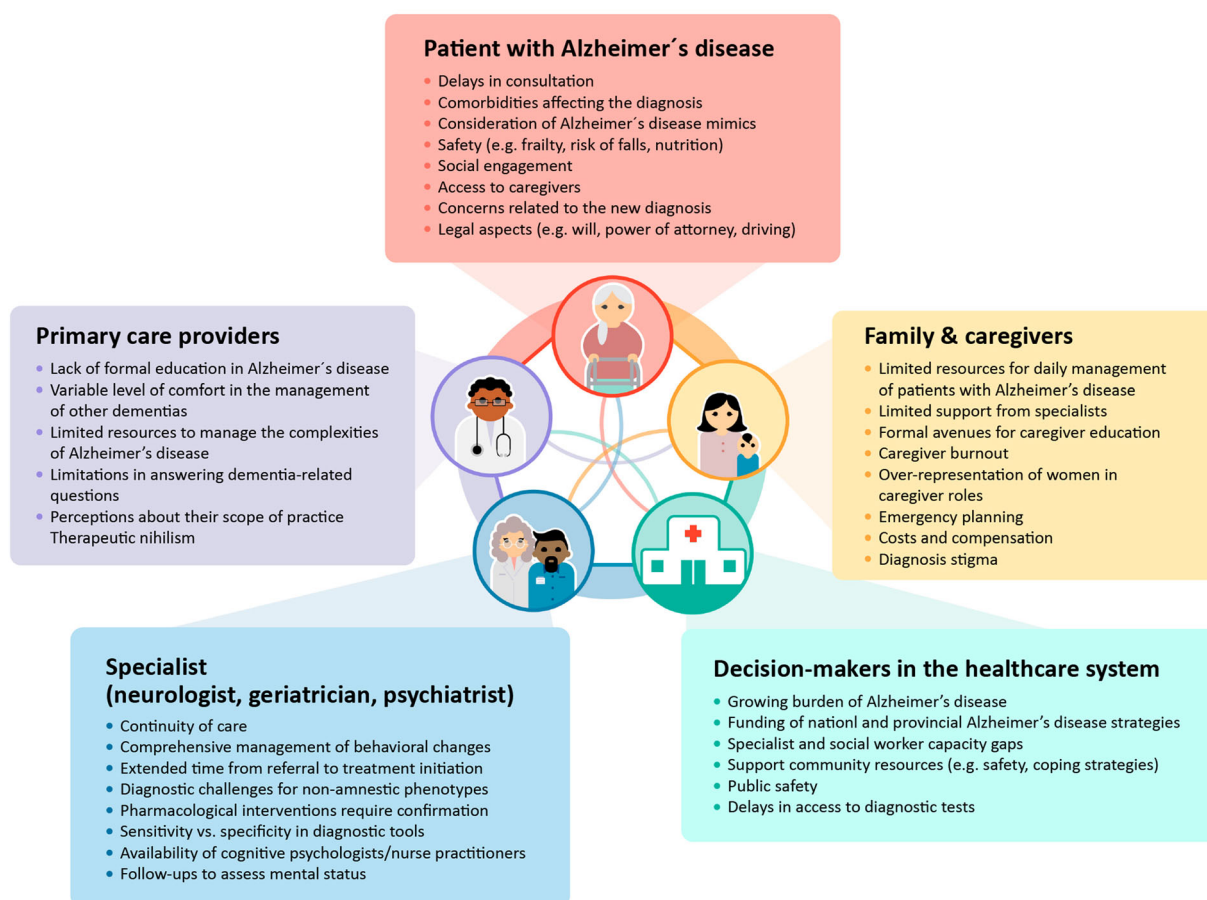 Patient with Alzheimer´s disease
• Delays in consultation
• Comorbidities affecting the diagnosis
• Consideration of Alzheimer´s disease mimics
• Safety (e.g. frailty, risk of falls, nutrition)
• Social engagement
• Access to caregivers
• Concerns related to the new diagnosis
• Legal aspects (e.g. will, power of attorney, driving)
Primary care providers
• Lack of formal education in Alzheimer´s disease
• Variable level of comfort in the management
of other dementias
• Limited resources to manage the complexities
of Alzheimer’s disease
• Limitations in answering dementia-related
questions
• Perceptions about their scope of practice
Therapeutic nihilism
Family & caregivers
• Limited resources for daily management
of patients with Alzheimer’s disease
• Limited support from specialists
• Formal avenues for caregiver education
• Caregiver burnout
• Over-representation of women in
caregiver roles
• Emergency planning
• Costs and compensation
• Diagnosis stigma
Specialist
(neurologist, geriatrician, psychiatrist)
• Continuity of care
• Comprehensive management of behavioral changes
• Extended time from referral to treatment initiation
• Diagnostic challenges for non-amnestic phenotypes
• Pharmacological interventions require confirmation
• Sensitivity vs. specificity in diagnostic tools
• Availability of cognitive psychologists/nurse practitioners
• Follow-ups to assess mental status
Decision-makers in the healthcare system
• Growing burden of Alzheimer’s disease
• Funding of nationl and provincial Alzheimer’s disease strategies
• Specialist and social worker capacity gaps
• Support community resources (e.g. safety, coping strategies)
• Public safety
• Delays in access to diagnostic tests